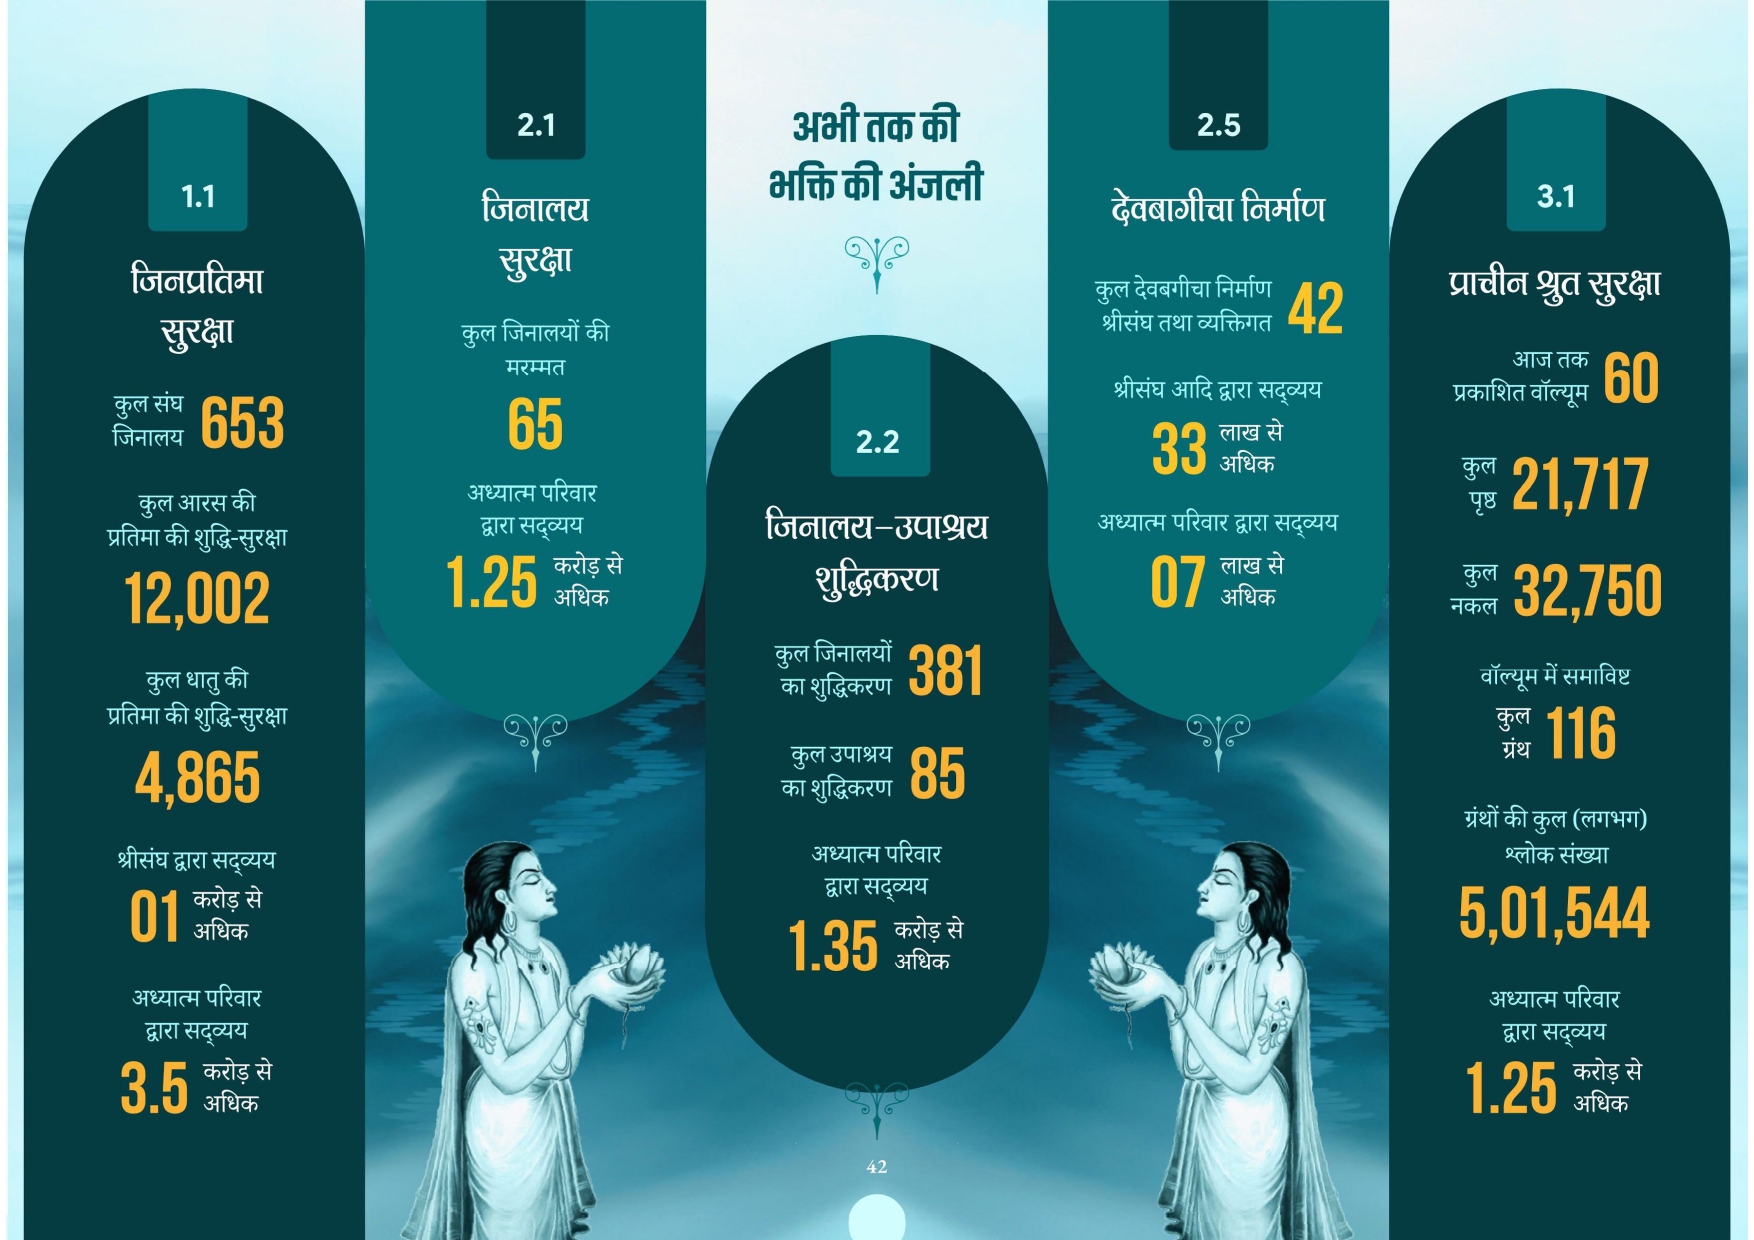 अभी तक की
भक्ति की अंजली
1.1
जिनप्रतिमा
सुरक्षा
कुल संघ
जिनालय
653
कुल आरस की
प्रतिमा की शुद्धि-सुरक्षा
12,002
कुल धातु की
प्रतिमा की शुद्धि-सुरक्षा
4,865
श्रीसंघ द्वारा सद्व्यय
01 करोड़ से
अधिक
अध्यात्म परिवार
द्वारा सद्व्यय
3.5 करोड़ से
अधिक
2.1
जिनालय
सुरक्षा
कुल जिनालयों की
मरम्मत
65
अध्यात्म परिवार
द्वारा सद्व्यय
1.25 करोड़ से
अधिक
2.2
जिनालय-उपाश्रय
शुद्धिकरण
कुल जिनालयों
का शुद्धिकरण
381
कुल उपाश्रय
का शुद्धिकरण
85
अध्यात्म परिवार
द्वारा सद्व्यय
1.35 करोड़ से
अधिक
2.5
देवबागीचा निर्माण
कुल देवबगीचा निर्माण
श्रीसंघ तथा व्यक्तिगत
42
श्रीसंघ आदि द्वारा सद्व्यय
33 लाख से
अधिक
अध्यात्म परिवार द्वारा सद्व्यय
07 लाख से
अधिक
3.1
प्राचीन श्रुत सुरक्षा
आज तक
प्रकाशित वॉल्यूम
60
कुल
पृष्ठ
21,717
कुल
नकल
32,750
वॉल्यूम में समाविष्ट
कुल
ग्रंथ
116
ग्रंथों की कुल (लगभग)
श्लोक संख्या
5,01,544
अध्यात्म परिवार
द्वारा सद्व्यय
1.25 करोड़ से
अधिक
42